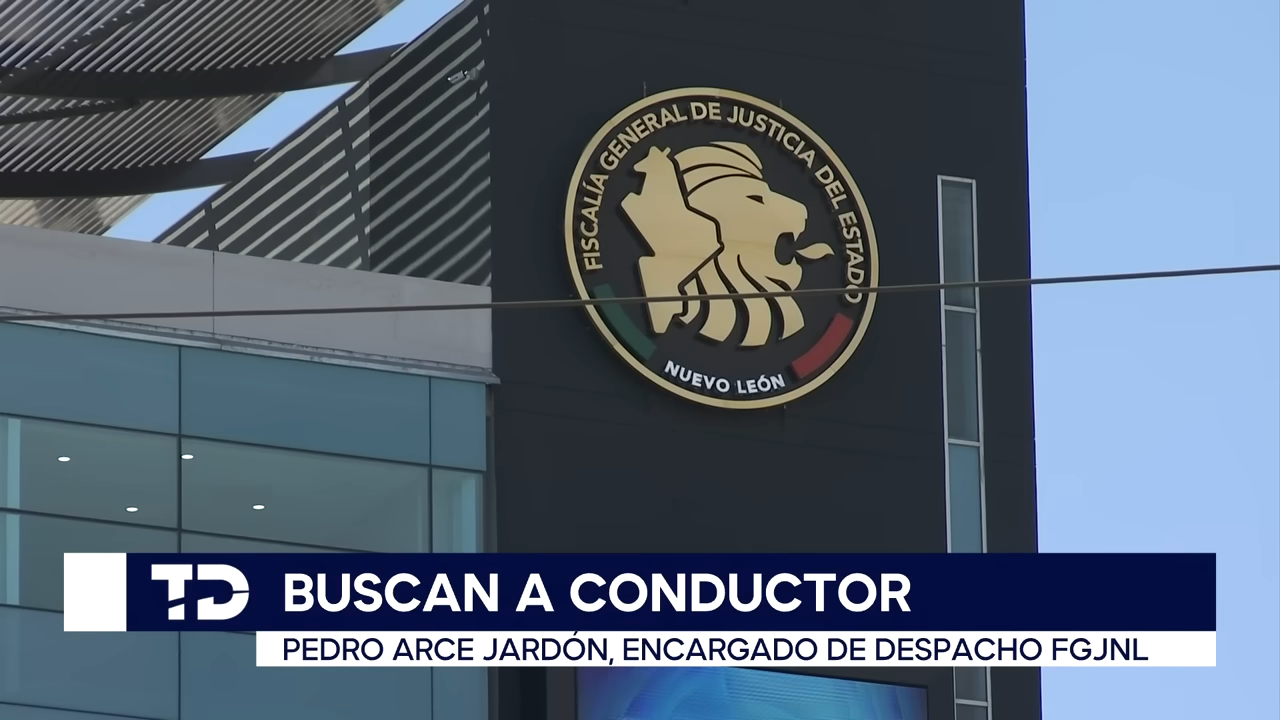 FISCALÍA GENERAL DE JUSTICIA DEL ESTADO
NUEVO LEÓN
TD BUSCAN A CONDUCTOR
PEDRO ARCE JARDÓN, ENCARGADO DE DESPACHO FGJNL